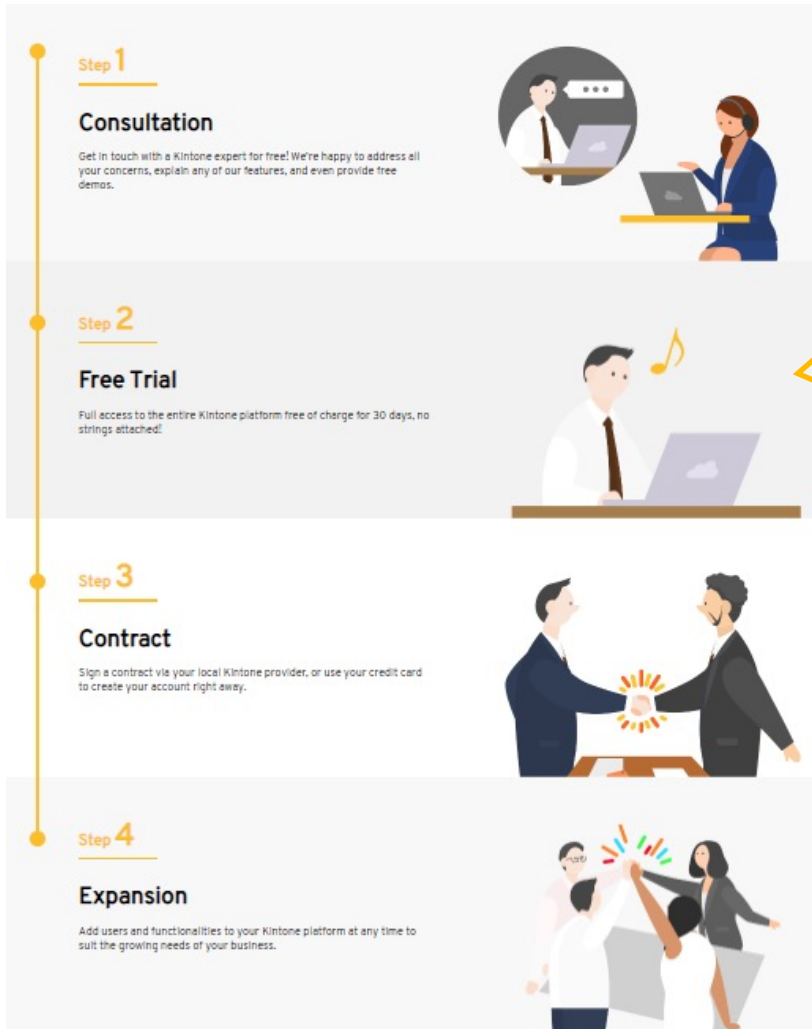 Step 1
Consultation
Get in touch with a Kintone expert for free! We're happy to address all
your concerns, explain any of our features, and even provide free
demos.
Step 2
Free Trial
Full access to the entire Kintone platform free of charge for 30 days, no
strings attached!
Step 3
Contract
Sign a contract via your local Kintone provider, or use your credit card
to create your account right away.
Step 4
Expansion
Add users and functionalities to your Kintone platform at any time to
suit the growing needs of your business.